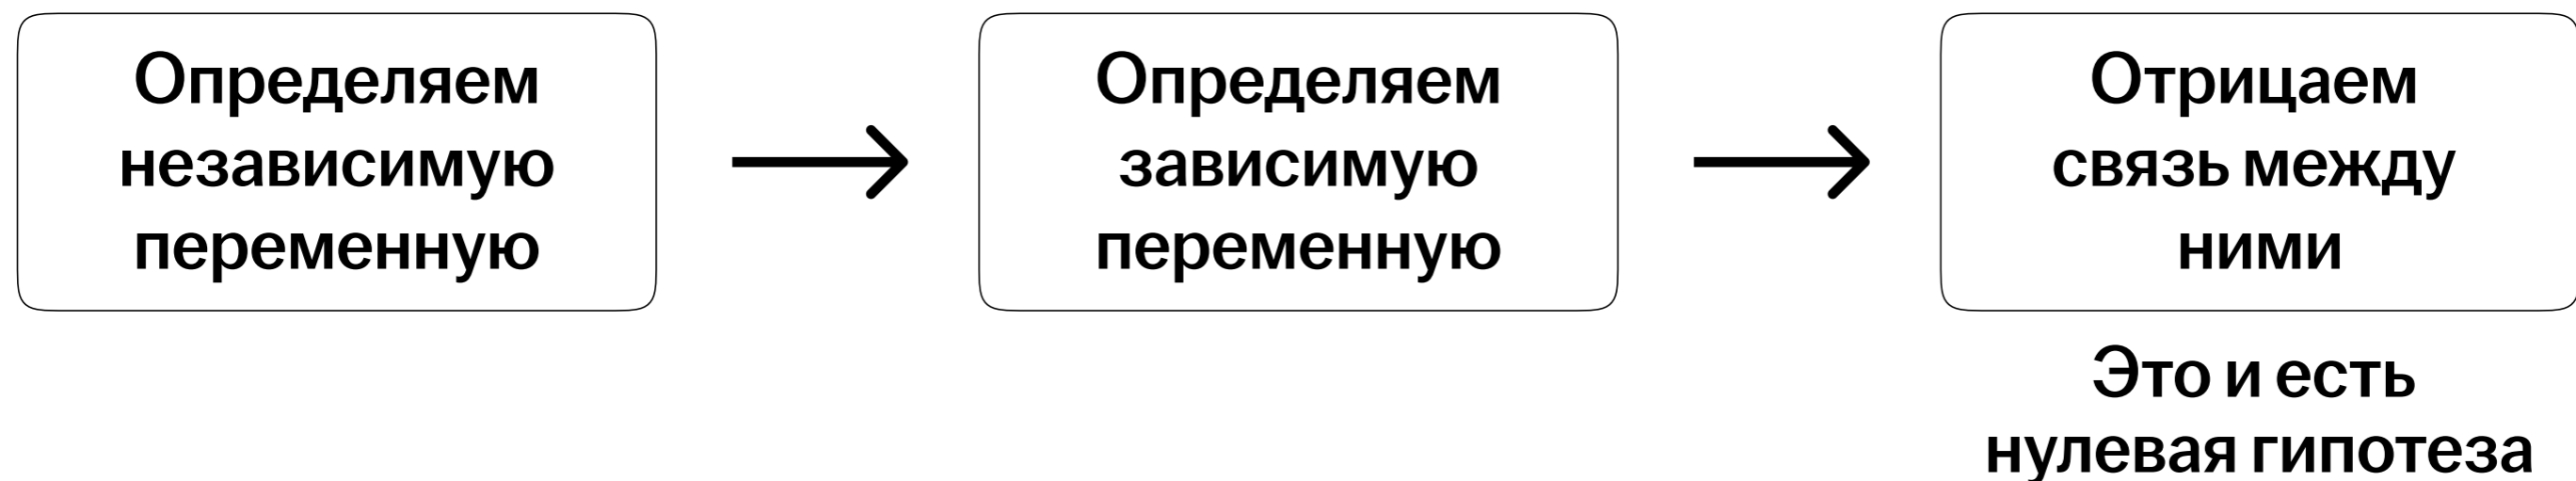 Определяем
независимую
переменную
Определяем
зависимую
переменную
Отрицаем
связь между
ними
Это и есть
нулевая гипотеза